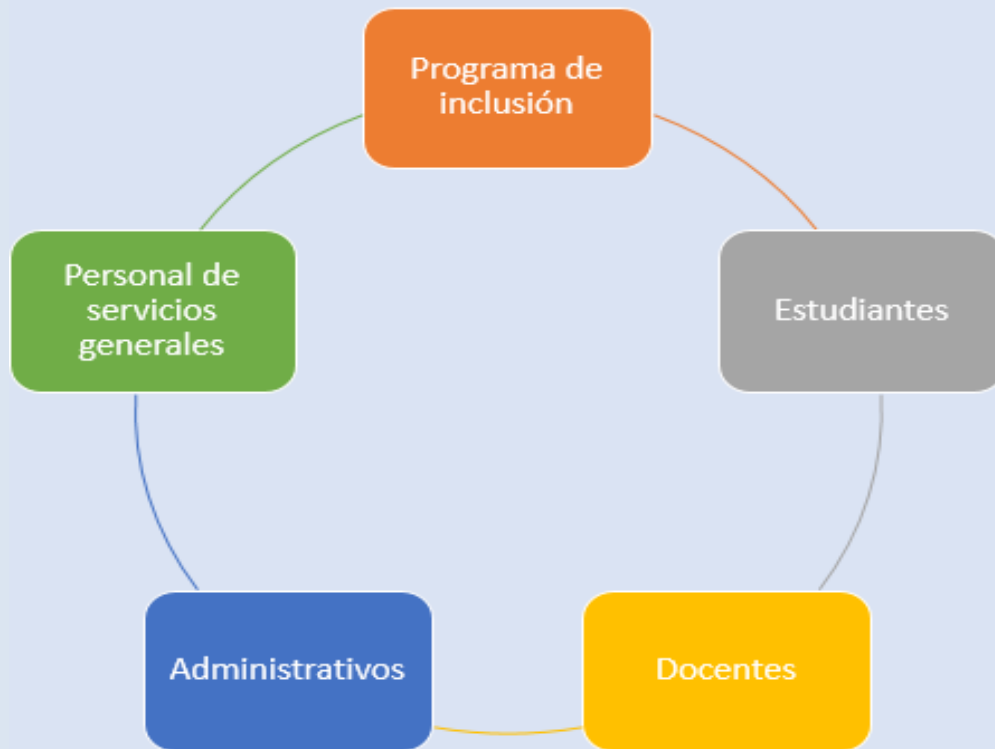 Programa de
inclusión
Personal de
servicios
generales
Estudiantes
Administrativos
Docentes